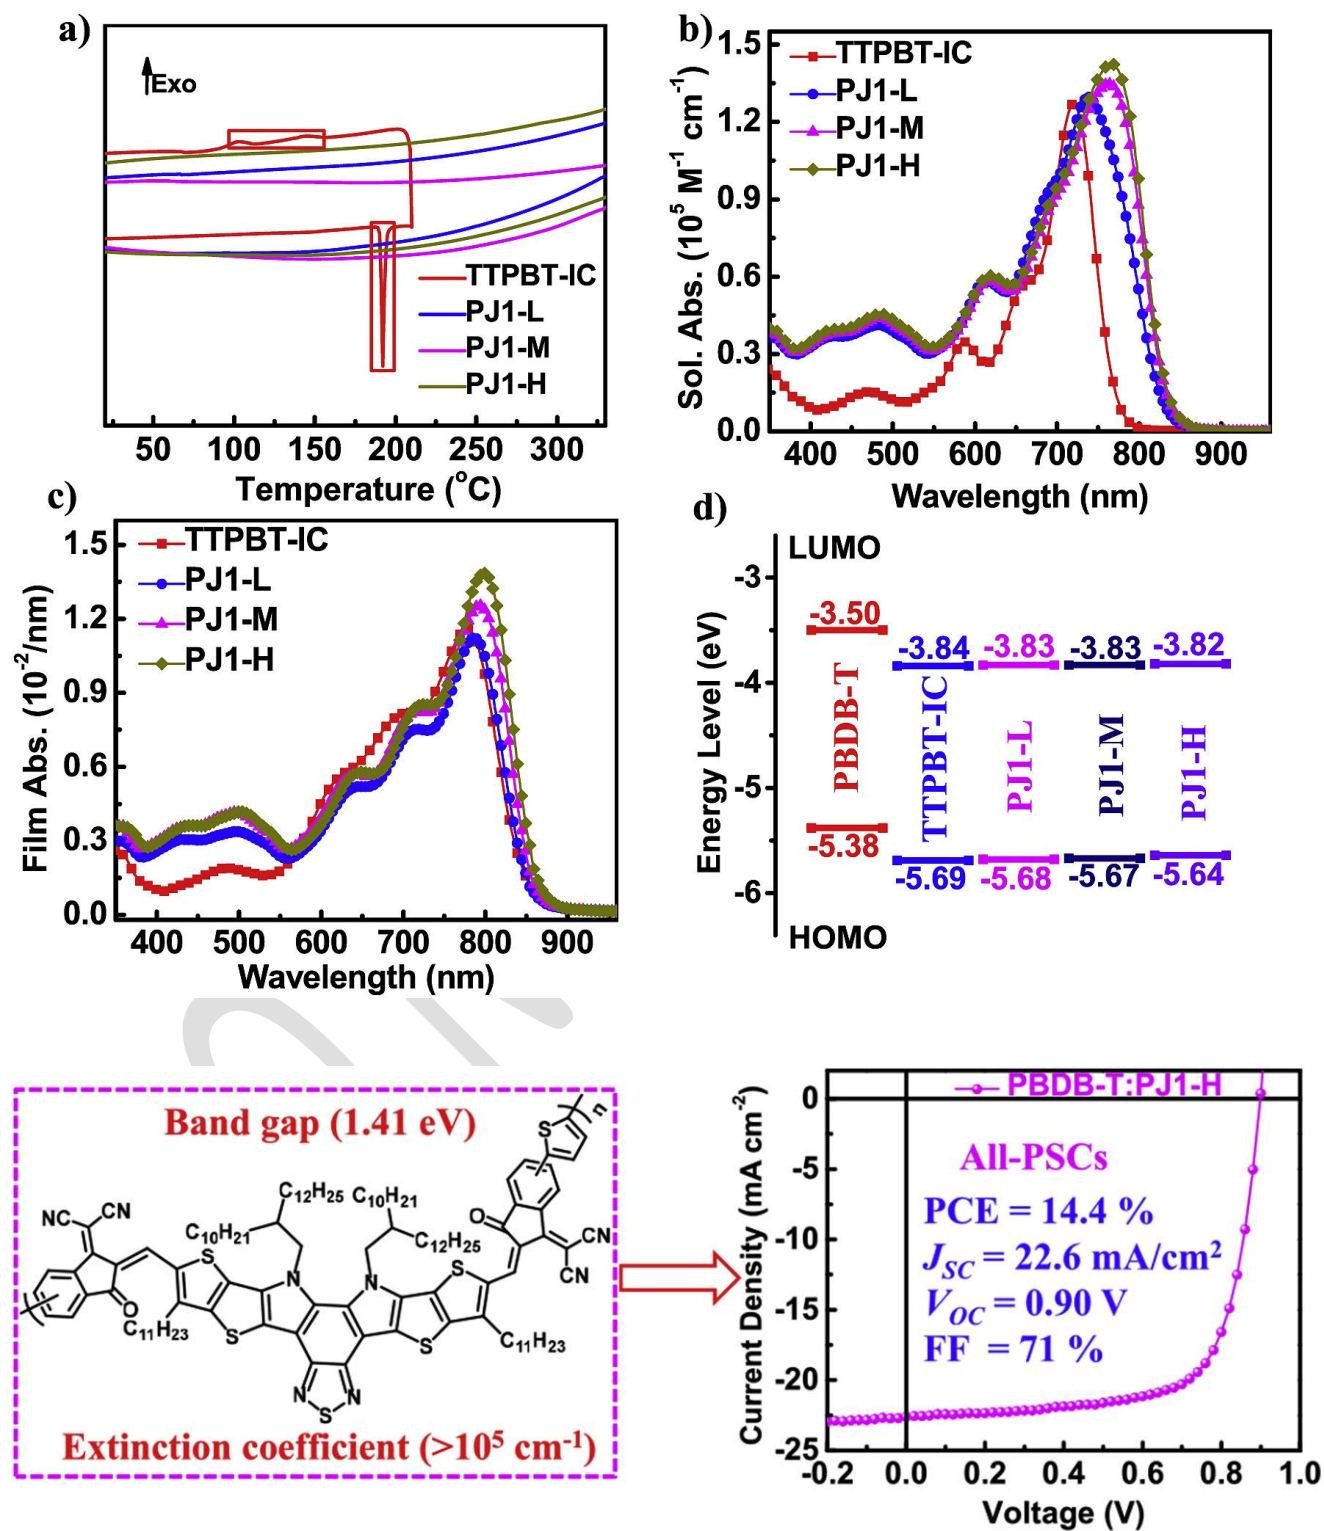 a)
Exo
TTPBT-IC
PJ1-L
PJ1-M
PJ1-H
50 100 150 200 250 300
Temperature (°C)
b)
Sol. Abs. (10⁵ M⁻¹ cm⁻¹)
1.5
1.2
0.9
0.6
0.3
0.0
TTPBT-IC
PJ1-L
PJ1-M
PJ1-H
400 500 600 700 800 900
Wavelength (nm)
c)
Film Abs. (10⁻²/nm)
1.5
1.2
0.9
0.6
0.3
0.0
TTPBT-IC
PJ1-L
PJ1-M
PJ1-H
400 500 600 700 800 900
Wavelength (nm)
d)
Energy Level (eV)
LUMO
-3
-4
-5
-6
HOMO
-3.50
-3.84 -3.83 -3.83 -3.82
PBDB-T
TTPBT-IC
PJ1-L
PJ1-M
PJ1-H
-5.38
-5.69 -5.68 -5.67 -5.64
Band gap (1.41 eV)
S
n
C₁₂H₂₅ C₁₀H₂₁
NC CN
C₁₀H₂₁
C₁₂H₂₅
O
CN
CN
S
S
N N
O
C₁₁H₂₃
S
S
C₁₁H₂₃
N N
S
Extinction coefficient (>10⁵ cm⁻¹)
Current Density (mA cm⁻²)
0
-5
-10
-15
-20
-25
PBDB-T:PJ1-H
All-PSCs
PCE = 14.4 %
J_SC = 22.6 mA/cm²
V_OC = 0.90 V
FF = 71 %
-0.2 0.0 0.2 0.4 0.6 0.8 1.0
Voltage (V)